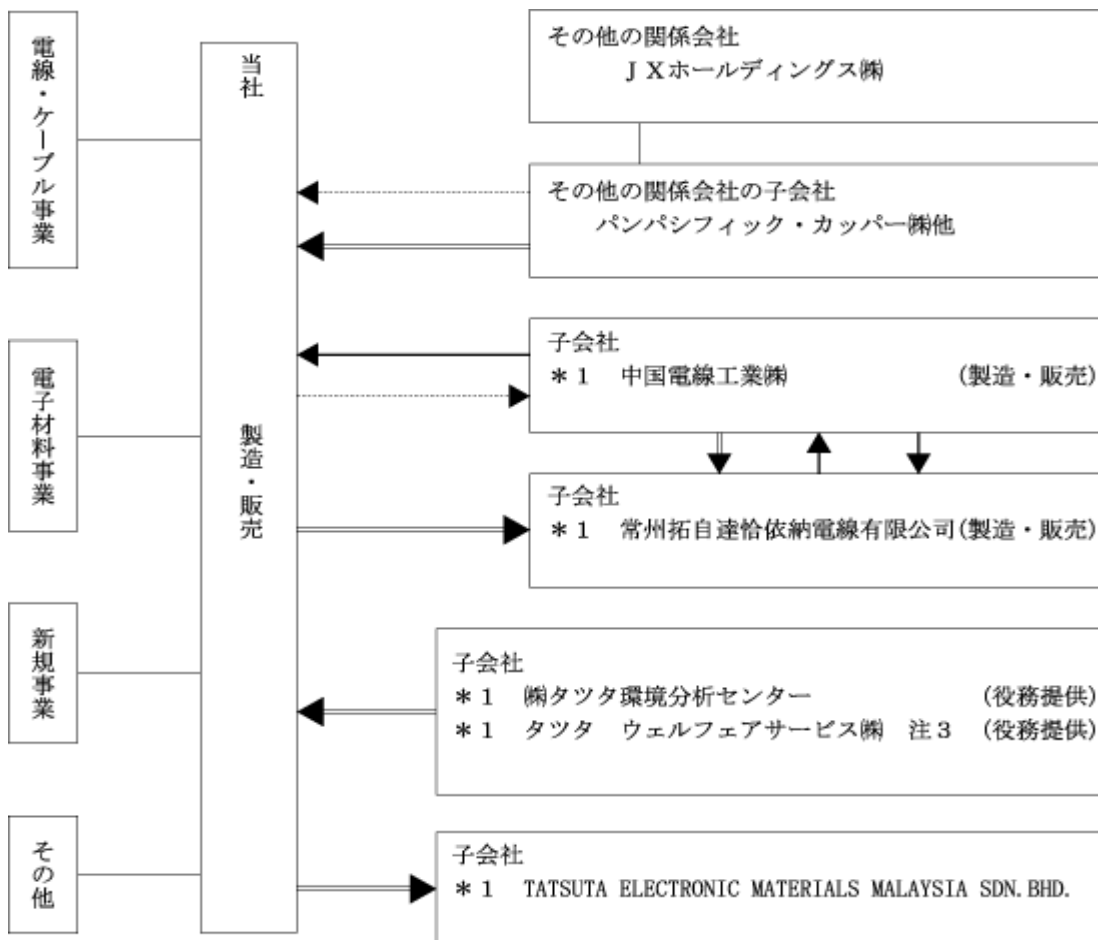 電線・ケーブル事業
電子材料事業
新規事業
その他
当社
製造・販売
その他の関係会社
ＪＸホールディングス㈱
その他の関係会社の子会社
パンパシフィック・カッパー㈱他
子会社
＊１　中国電線工業㈱　(製造・販売)
子会社
＊１　常州拓自達恰依納電線有限公司(製造・販売)
子会社
＊１　㈱タツタ環境分析センター　(役務提供)
＊１　タツタ　ウェルフェアサービス㈱　注３　(役務提供)
子会社
＊１　TATSUTA ELECTRONIC MATERIALS MALAYSIA SDN.BHD.